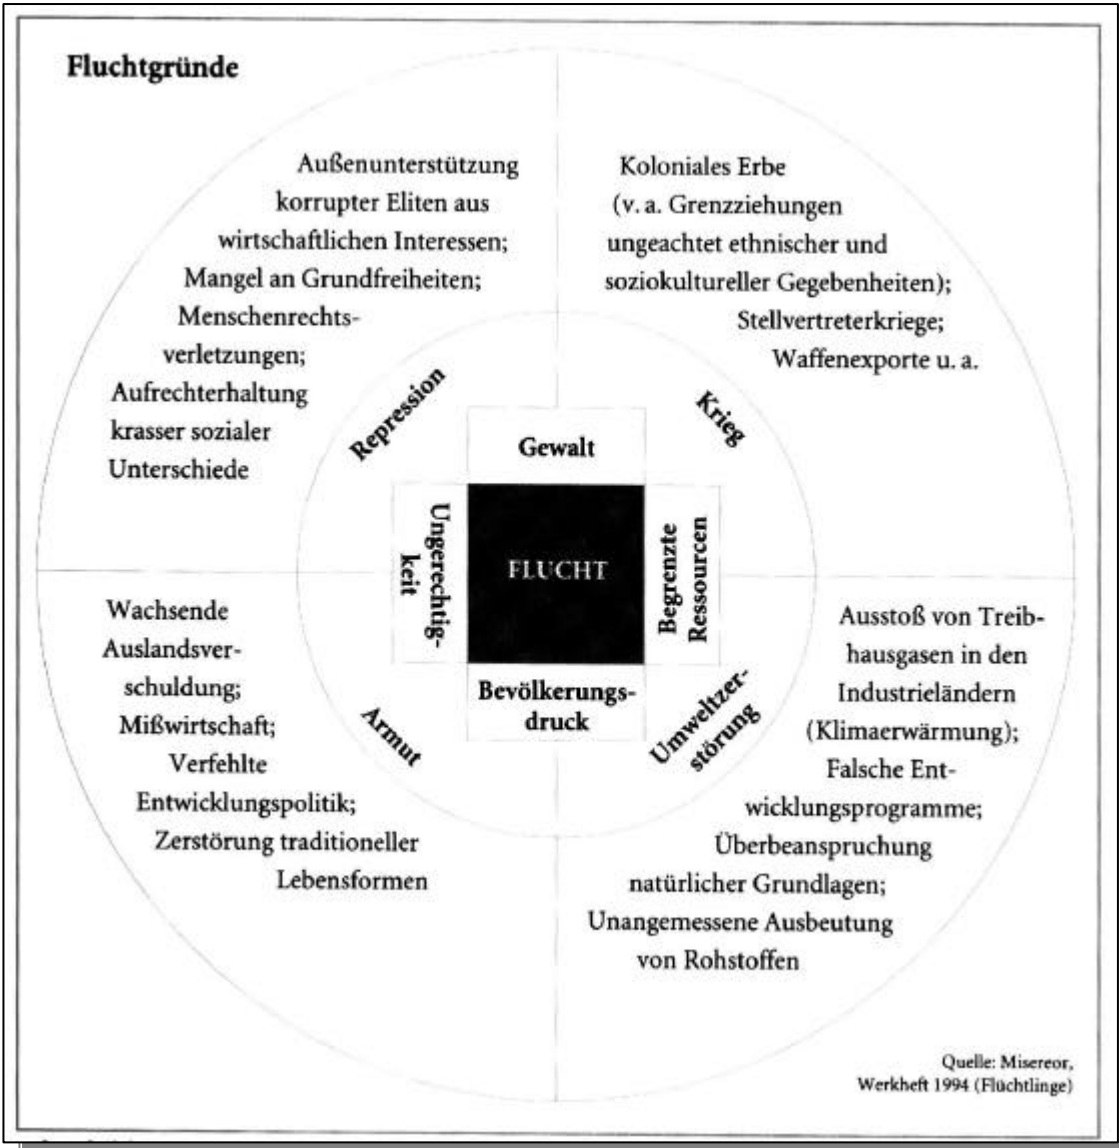 Fluchtgründe
Außenunterstützung
korrupter Eliten aus
wirtschaftlichen Interessen;
Mangel an Grundfreiheiten;
Menschenrechts-
verletzungen;
Aufrechterhaltung
krasser sozialer
Unterschiede
Koloniales Erbe
(v. a. Grenzziehungen
ungeachtet ethnischer und
soziokultureller Gegebenheiten);
Stellvertreterkriege;
Waffenexporte u. a.
Repression
Krieg
Gewalt
Ungerechtig-
keit
FLUCHT
Begrenzte
Ressourcen
Bevölkerungs-
druck
Armut
Umweltzer-
störung
Wachsende
Auslandsver-
schuldung;
Mißwirtschaft;
Verfehlte
Entwicklungspolitik;
Zerstörung traditioneller
Lebensformen
Ausstoß von Treib-
hausgasen in den
Industrieländern
(Klimaerwärmung);
Falsche Ent-
wicklungsprogramme;
Überbeanspruchung
natürlicher Grundlagen;
Unangemessene Ausbeutung
von Rohstoffen
Quelle: Misereor,
Werkheft 1994 (Flüchtlinge)